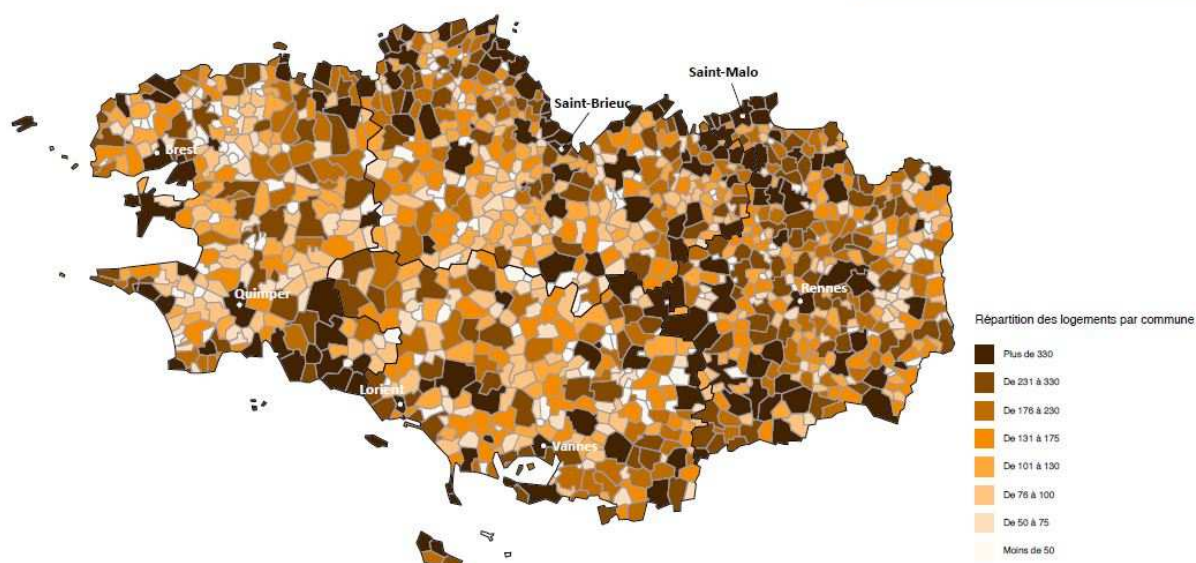 Saint-Malo
Saint-Brieuc
Brest
Rennes
Quimper
Lorient
Vannes
Répartition des logements par commune
Plus de 330
De 231 à 330
De 176 à 230
De 131 à 175
De 101 à 130
De 76 à 100
De 50 à 75
Moins de 50